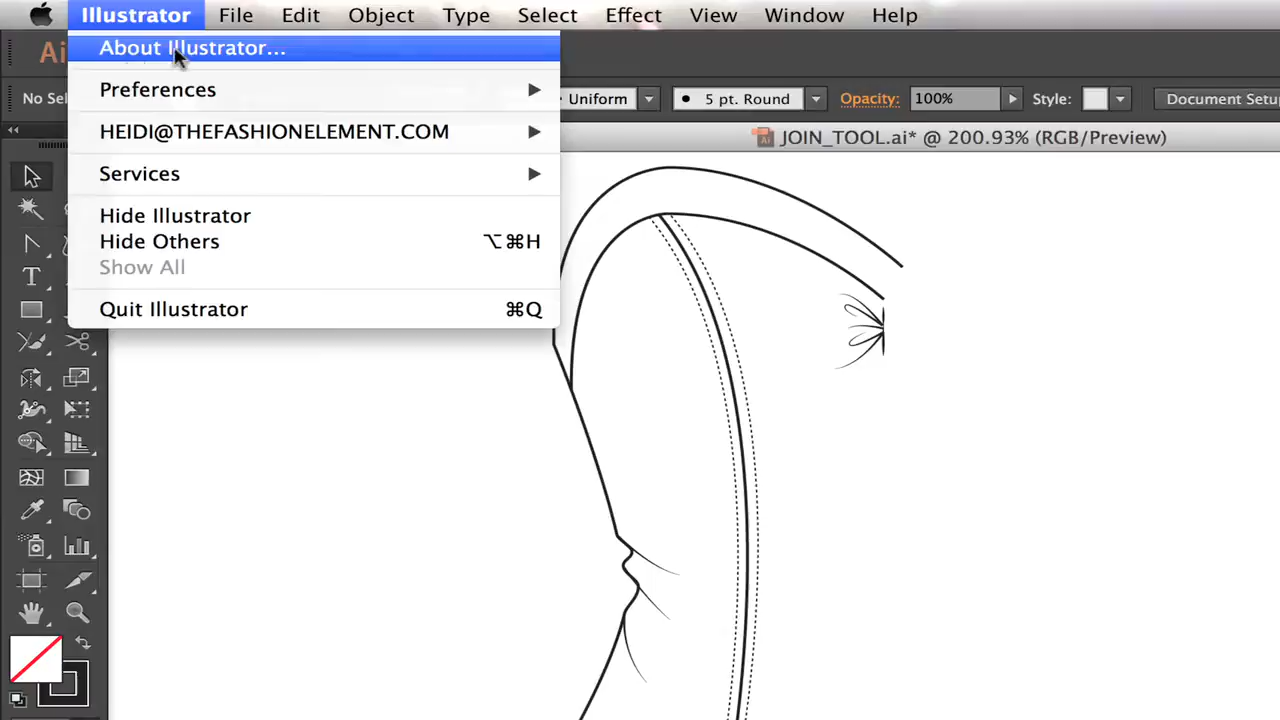 Illustrator File Edit Object Type Select Effect View Window Help
Ai
About Illustrator...
Preferences
HEIDI@THEFASHIONELEMENT.COM
Services
Hide Illustrator
Hide Others ⌥⌘H
Show All
Quit Illustrator ⌘Q
No Sel Uniform 5 pt. Round Opacity: 100% Style: Document Setu
JOIN_TOOL.ai* @ 200.93% (RGB/Preview)